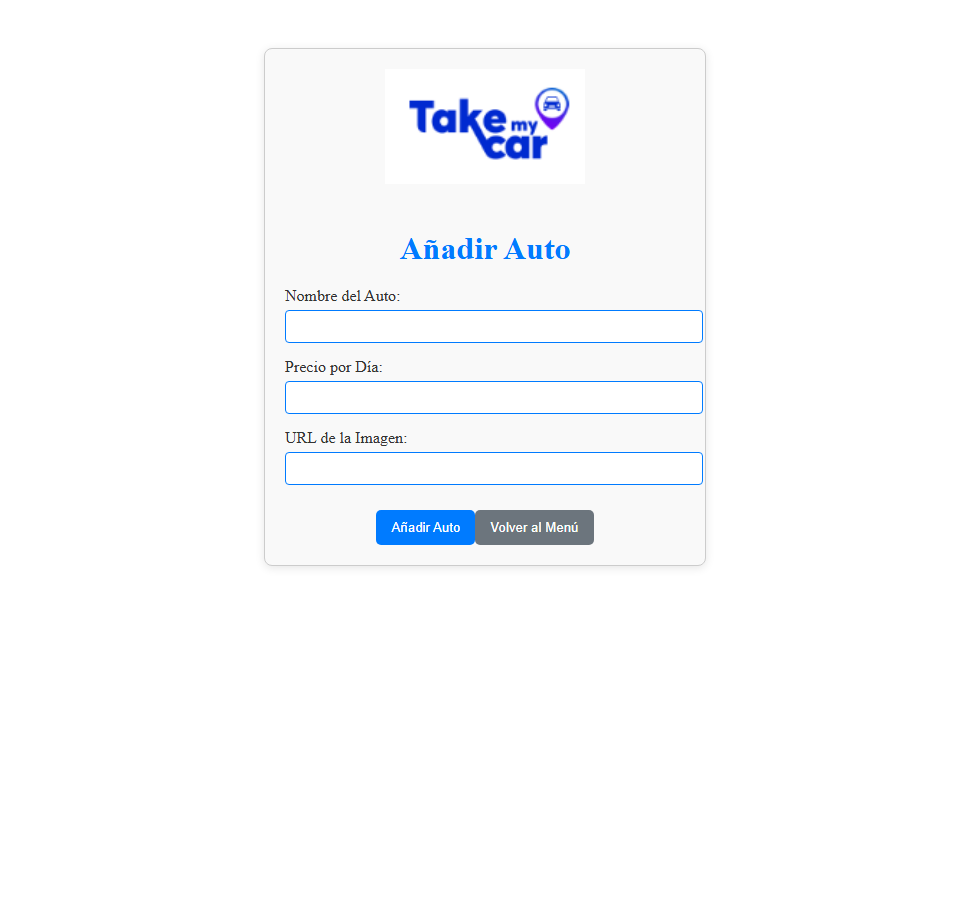 Take my
car
Añadir Auto
Nombre del Auto:
Precio por Día:
URL de la Imagen:
Añadir Auto Volver al Menú